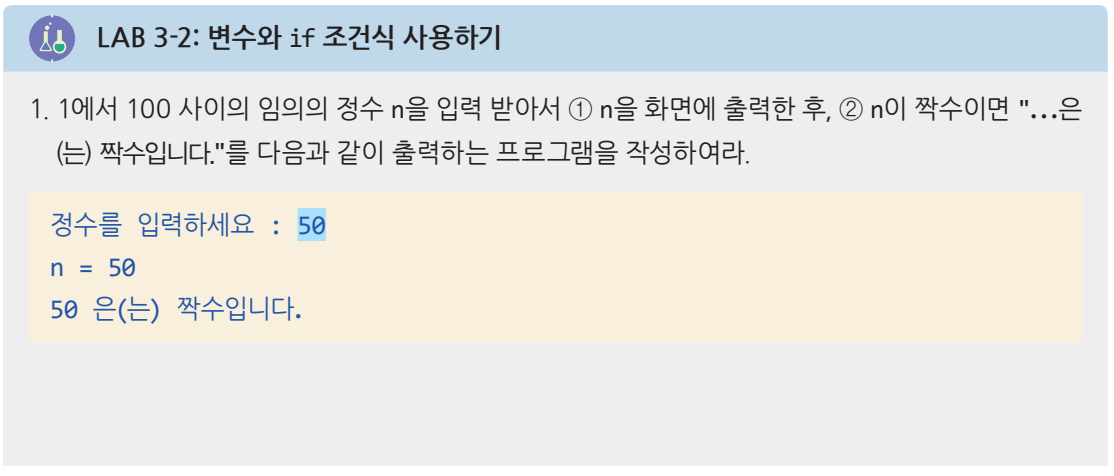 LAB 3-2: 변수와 if 조건식 사용하기
1. 1에서 100 사이의 임의의 정수 n을 입력 받아서 ① n을 화면에 출력한 후, ② n이 짝수이면 "...은
(는) 짝수입니다."를 다음과 같이 출력하는 프로그램을 작성하여라.
정수를 입력하세요 : 50
n = 50
50 은(는) 짝수입니다.